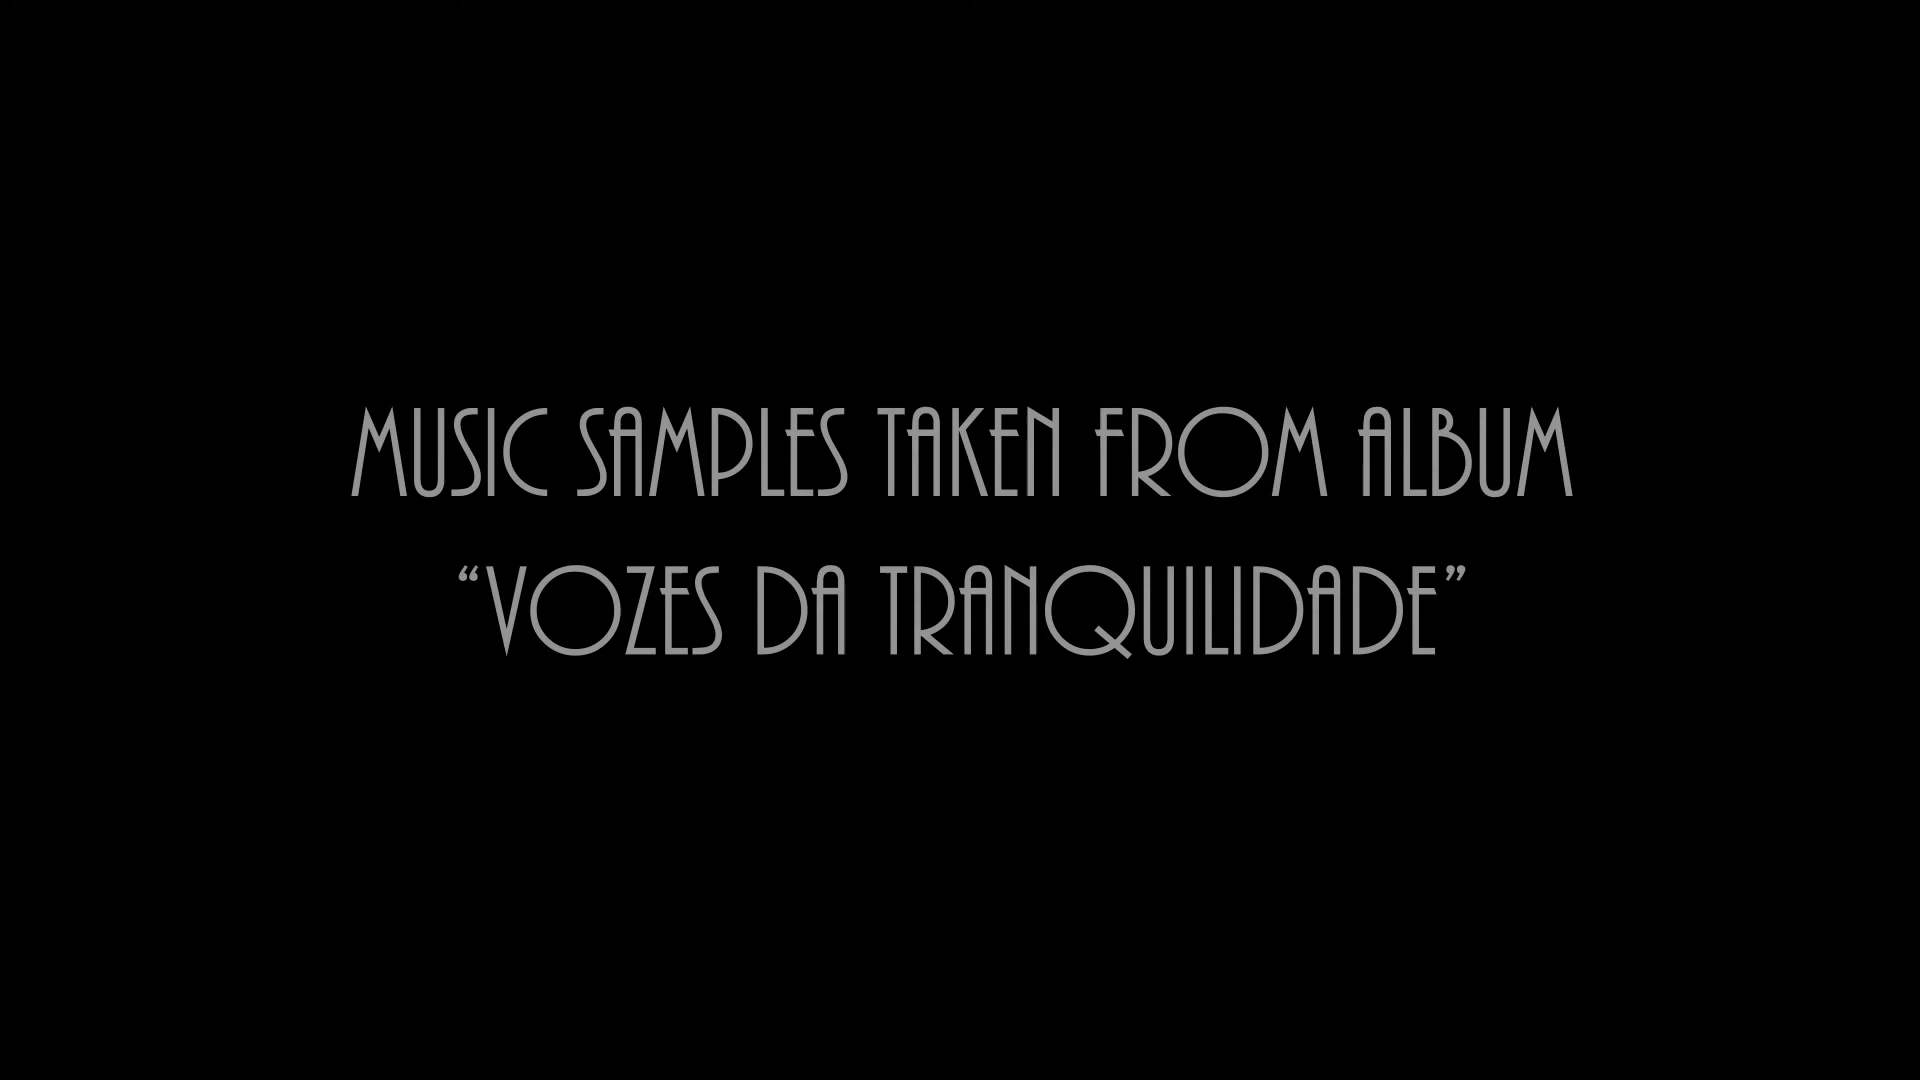 MUSIC SAMPLES TAKEN FROM ALBUM
“VOZES DA TRANQUILIDADE”